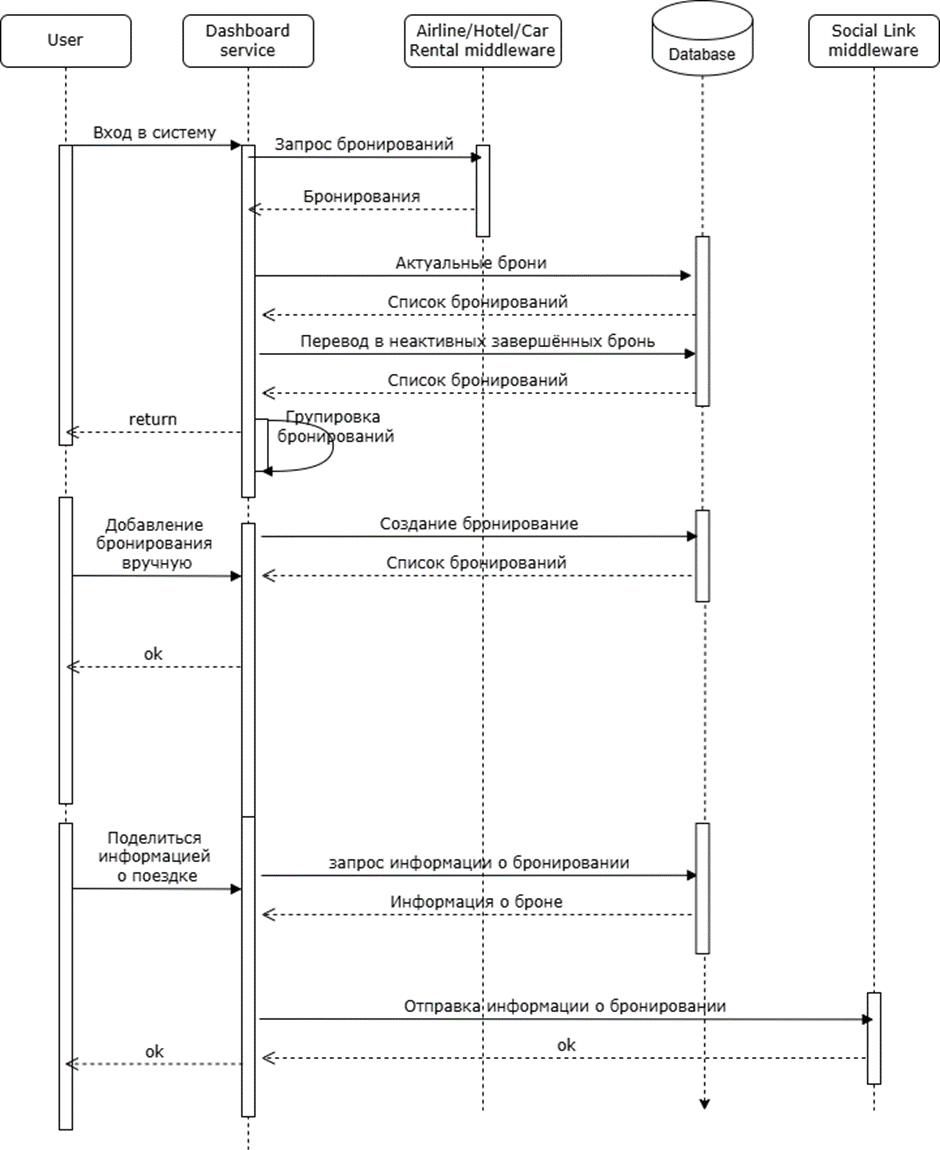 User
Dashboard
service
Airline/Hotel/Car
Rental middleware
Database
Social Link
middleware
Вход в систему
Запрос бронирований
Бронирования
Актуальные брони
Список бронирований
Перевод в неактивных завершённых бронь
Список бронирований
return
Групировка
бронирований
Добавление
бронирования
вручную
Создание бронирование
Список бронирований
ok
Поделиться
информацией
о поездке
запрос информации о бронировании
Информация о броне
Отправка информации о бронировании
ok
ok